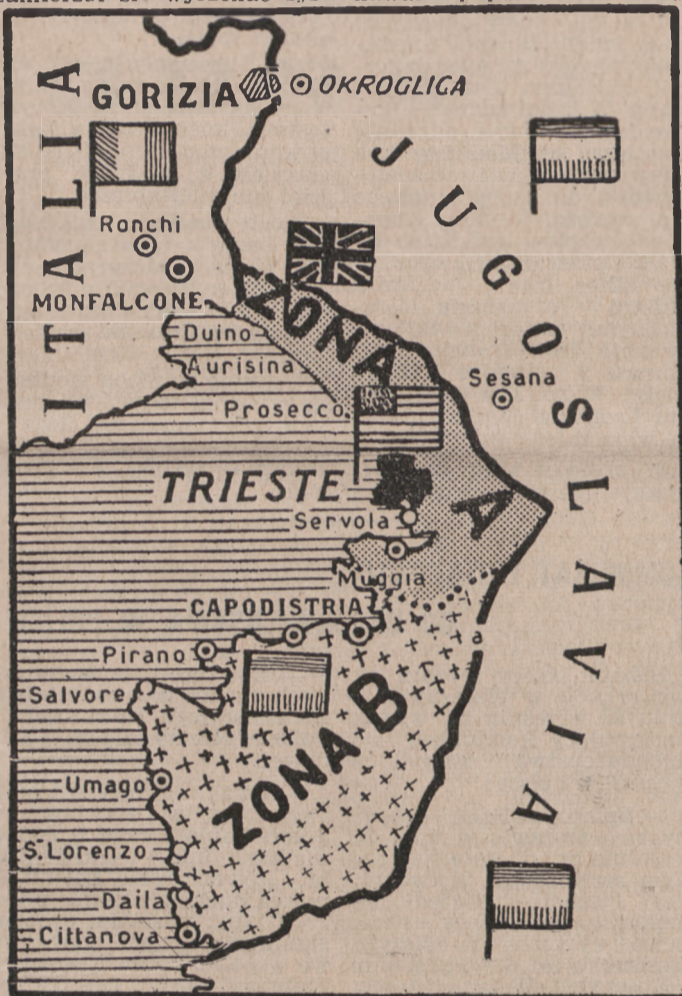 ITALIA
GORIZIA
OKROGLICA
JUGOSLAVIA
Ronchi
MONFALCONE
ZONA A
Duino
Aurisina
Sesana
Prosecco
TRIESTE
Servola
Muggia
CAPODISTRIA
a
Pirano
Salvore
ZONA B
Umago
S.Lorenzo
Daila
Cittanova